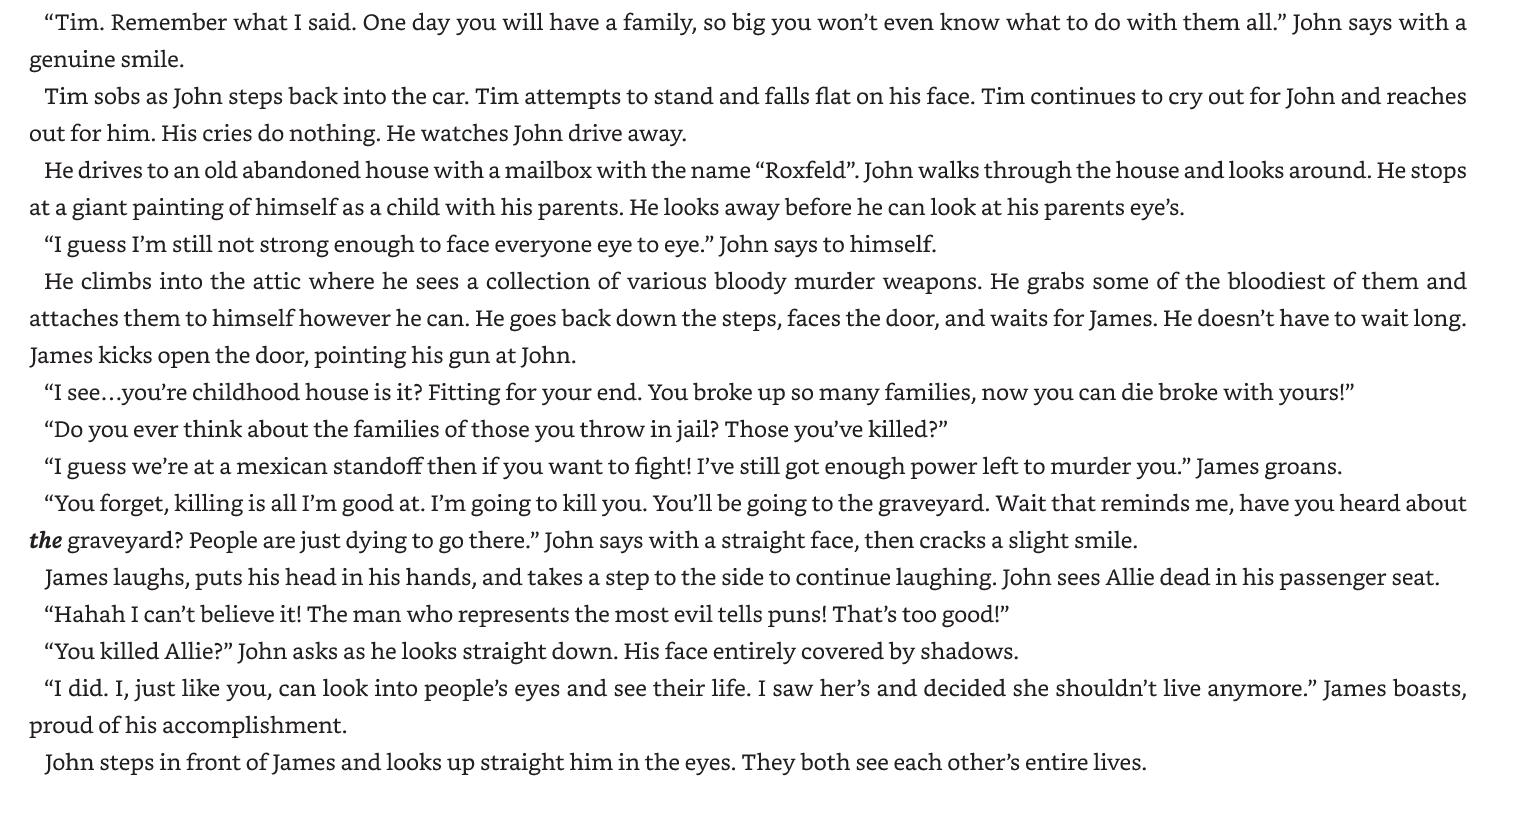 “Tim. Remember what I said. One day you will have a family, so big you won’t even know what to do with them all.” John says with a
genuine smile.
Tim sobs as John steps back into the car. Tim attempts to stand and falls flat on his face. Tim continues to cry out for John and reaches
out for him. His cries do nothing. He watches John drive away.
He drives to an old abandoned house with a mailbox with the name “Roxfeld”. John walks through the house and looks around. He stops
at a giant painting of himself as a child with his parents. He looks away before he can look at his parents eye’s.
“I guess I’m still not strong enough to face everyone eye to eye.” John says to himself.
He climbs into the attic where he sees a collection of various bloody murder weapons. He grabs some of the bloodiest of them and
attaches them to himself however he can. He goes back down the steps, faces the door, and waits for James. He doesn’t have to wait long.
James kicks open the door, pointing his gun at John.
“I see…you’re childhood house is it? Fitting for your end. You broke up so many families, now you can die broke with yours!”
“Do you ever think about the families of those you throw in jail? Those you’ve killed?”
“I guess we’re at a mexican standoff then if you want to fight! I’ve still got enough power left to murder you.” James groans.
“You forget, killing is all I’m good at. I’m going to kill you. You’ll be going to the graveyard. Wait that reminds me, have you heard about
the graveyard? People are just dying to go there.” John says with a straight face, then cracks a slight smile.
James laughs, puts his head in his hands, and takes a step to the side to continue laughing. John sees Allie dead in his passenger seat.
“Hahah I can’t believe it! The man who represents the most evil tells puns! That’s too good!”
“You killed Allie?” John asks as he looks straight down. His face entirely covered by shadows.
“I did. I, just like you, can look into people’s eyes and see their life. I saw her’s and decided she shouldn’t live anymore.” James boasts,
proud of his accomplishment.
John steps in front of James and looks up straight him in the eyes. They both see each other’s entire lives.